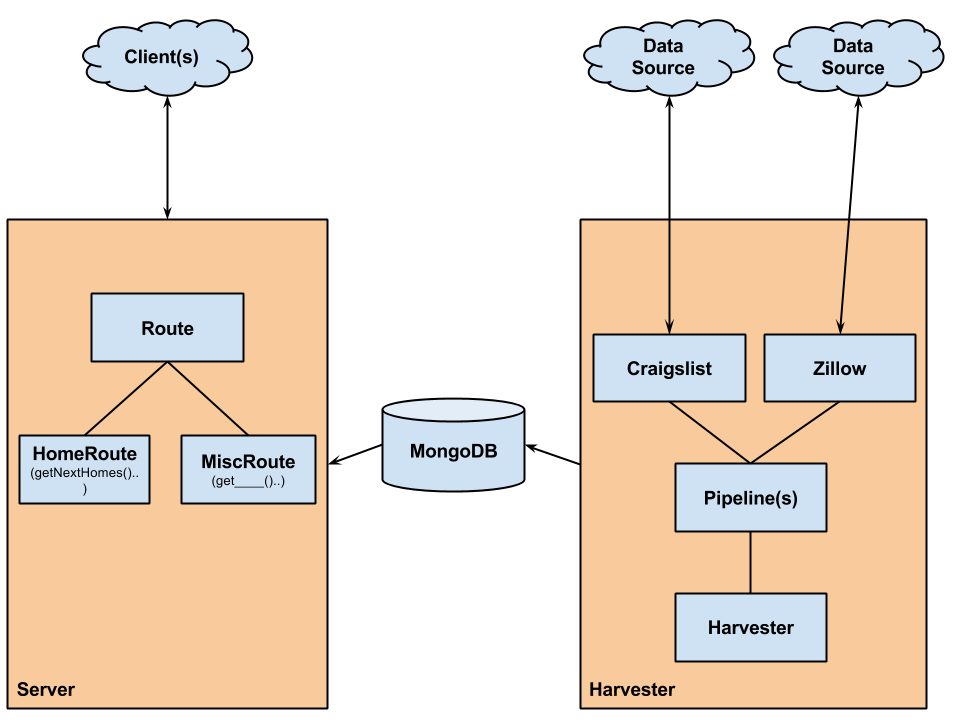 Client(s)
Data
Source
Data
Source
Route
HomeRoute
(getNextHomes()..
)
MiscRoute
(get____()..)
MongoDB
Craigslist
Zillow
Pipeline(s)
Harvester
Server
Harvester